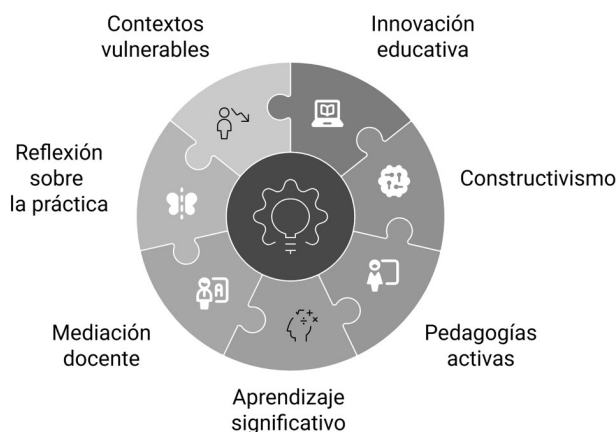 Contextos
vulnerables
Innovación
educativa
Constructivismo
Pedagogías
activas
Aprendizaje
significativo
Mediación
docente
Reflexión
sobre
la práctica
A